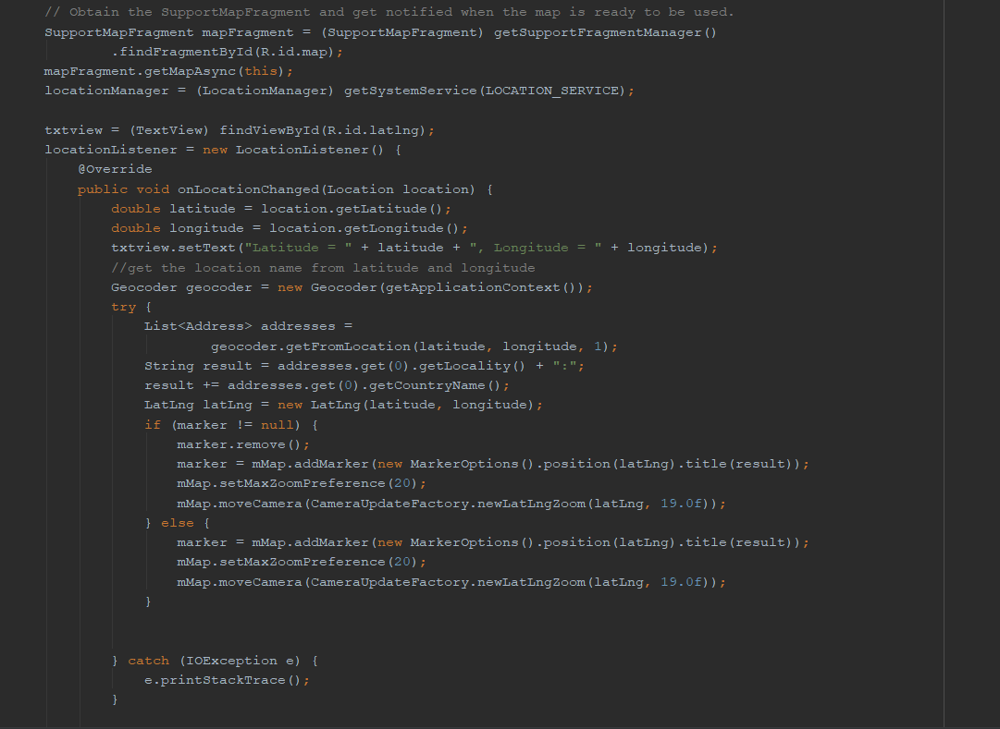 // Obtain the SupportMapFragment and get notified when the map is ready to be used.
SupportMapFragment mapFragment = (SupportMapFragment) getSupportFragmentManager()
        .findFragmentById(R.id.map);
mapFragment.getMapAsync(this);
locationManager = (LocationManager) getSystemService(LOCATION_SERVICE);

txtview = (TextView) findViewById(R.id.latlng);
locationListener = new LocationListener() {
    @Override
    public void onLocationChanged(Location location) {
        double latitude = location.getLatitude();
        double longitude = location.getLongitude();
        txtview.setText("Latitude = " + latitude + ", Longitude = " + longitude);
        //get the location name from latitude and longitude
        Geocoder geocoder = new Geocoder(getApplicationContext());
        try {
            List<Address> addresses =
                    geocoder.getFromLocation(latitude, longitude, 1);
            String result = addresses.get(0).getLocality() + ":";
            result += addresses.get(0).getCountryName();
            LatLng latLng = new LatLng(latitude, longitude);
            if (marker != null) {
                marker.remove();
                marker = mMap.addMarker(new MarkerOptions().position(latLng).title(result));
                mMap.setMaxZoomPreference(20);
                mMap.moveCamera(CameraUpdateFactory.newLatLngZoom(latLng, 19.0f));
            } else {
                marker = mMap.addMarker(new MarkerOptions().position(latLng).title(result));
                mMap.setMaxZoomPreference(20);
                mMap.moveCamera(CameraUpdateFactory.newLatLngZoom(latLng, 19.0f));
            }


        } catch (IOException e) {
            e.printStackTrace();
        }